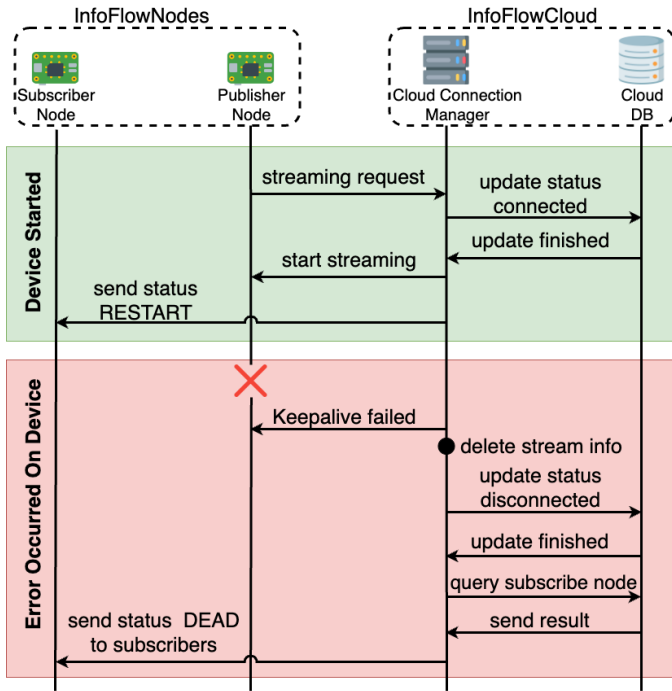 InfoFlowNodes
InfoFlowCloud
Subscriber
Node
Publisher
Node
Cloud Connection
Manager
Cloud
DB
Device Started
streaming request
update status
connected
update finished
start streaming
send status
RESTART
Error Occurred On Device
Keepalive failed
delete stream info
update status
disconnected
update finished
query subscribe node
send result
send status DEAD
to subscribers